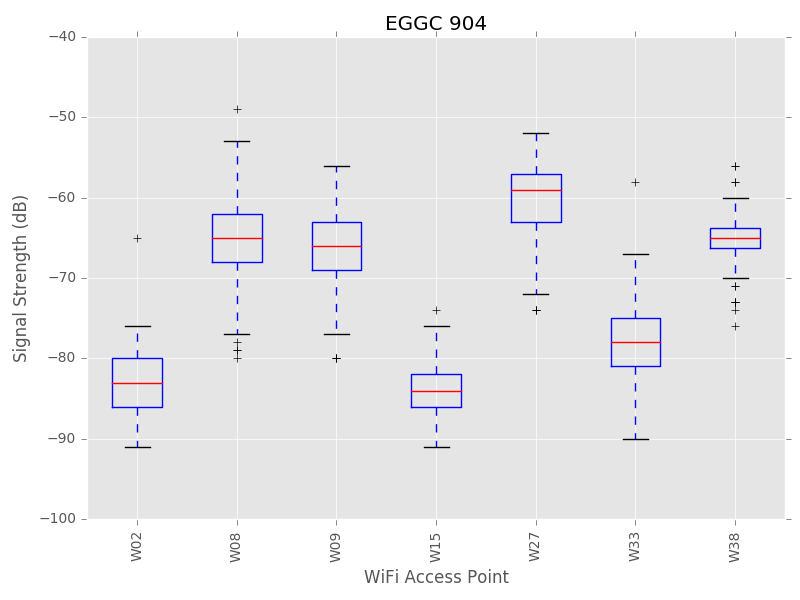 EGGC 904
Signal Strength (dB)
−40
−50
−60
−70
−80
−90
−100
W02
W08
W09
W15
W27
W33
W38
WiFi Access Point